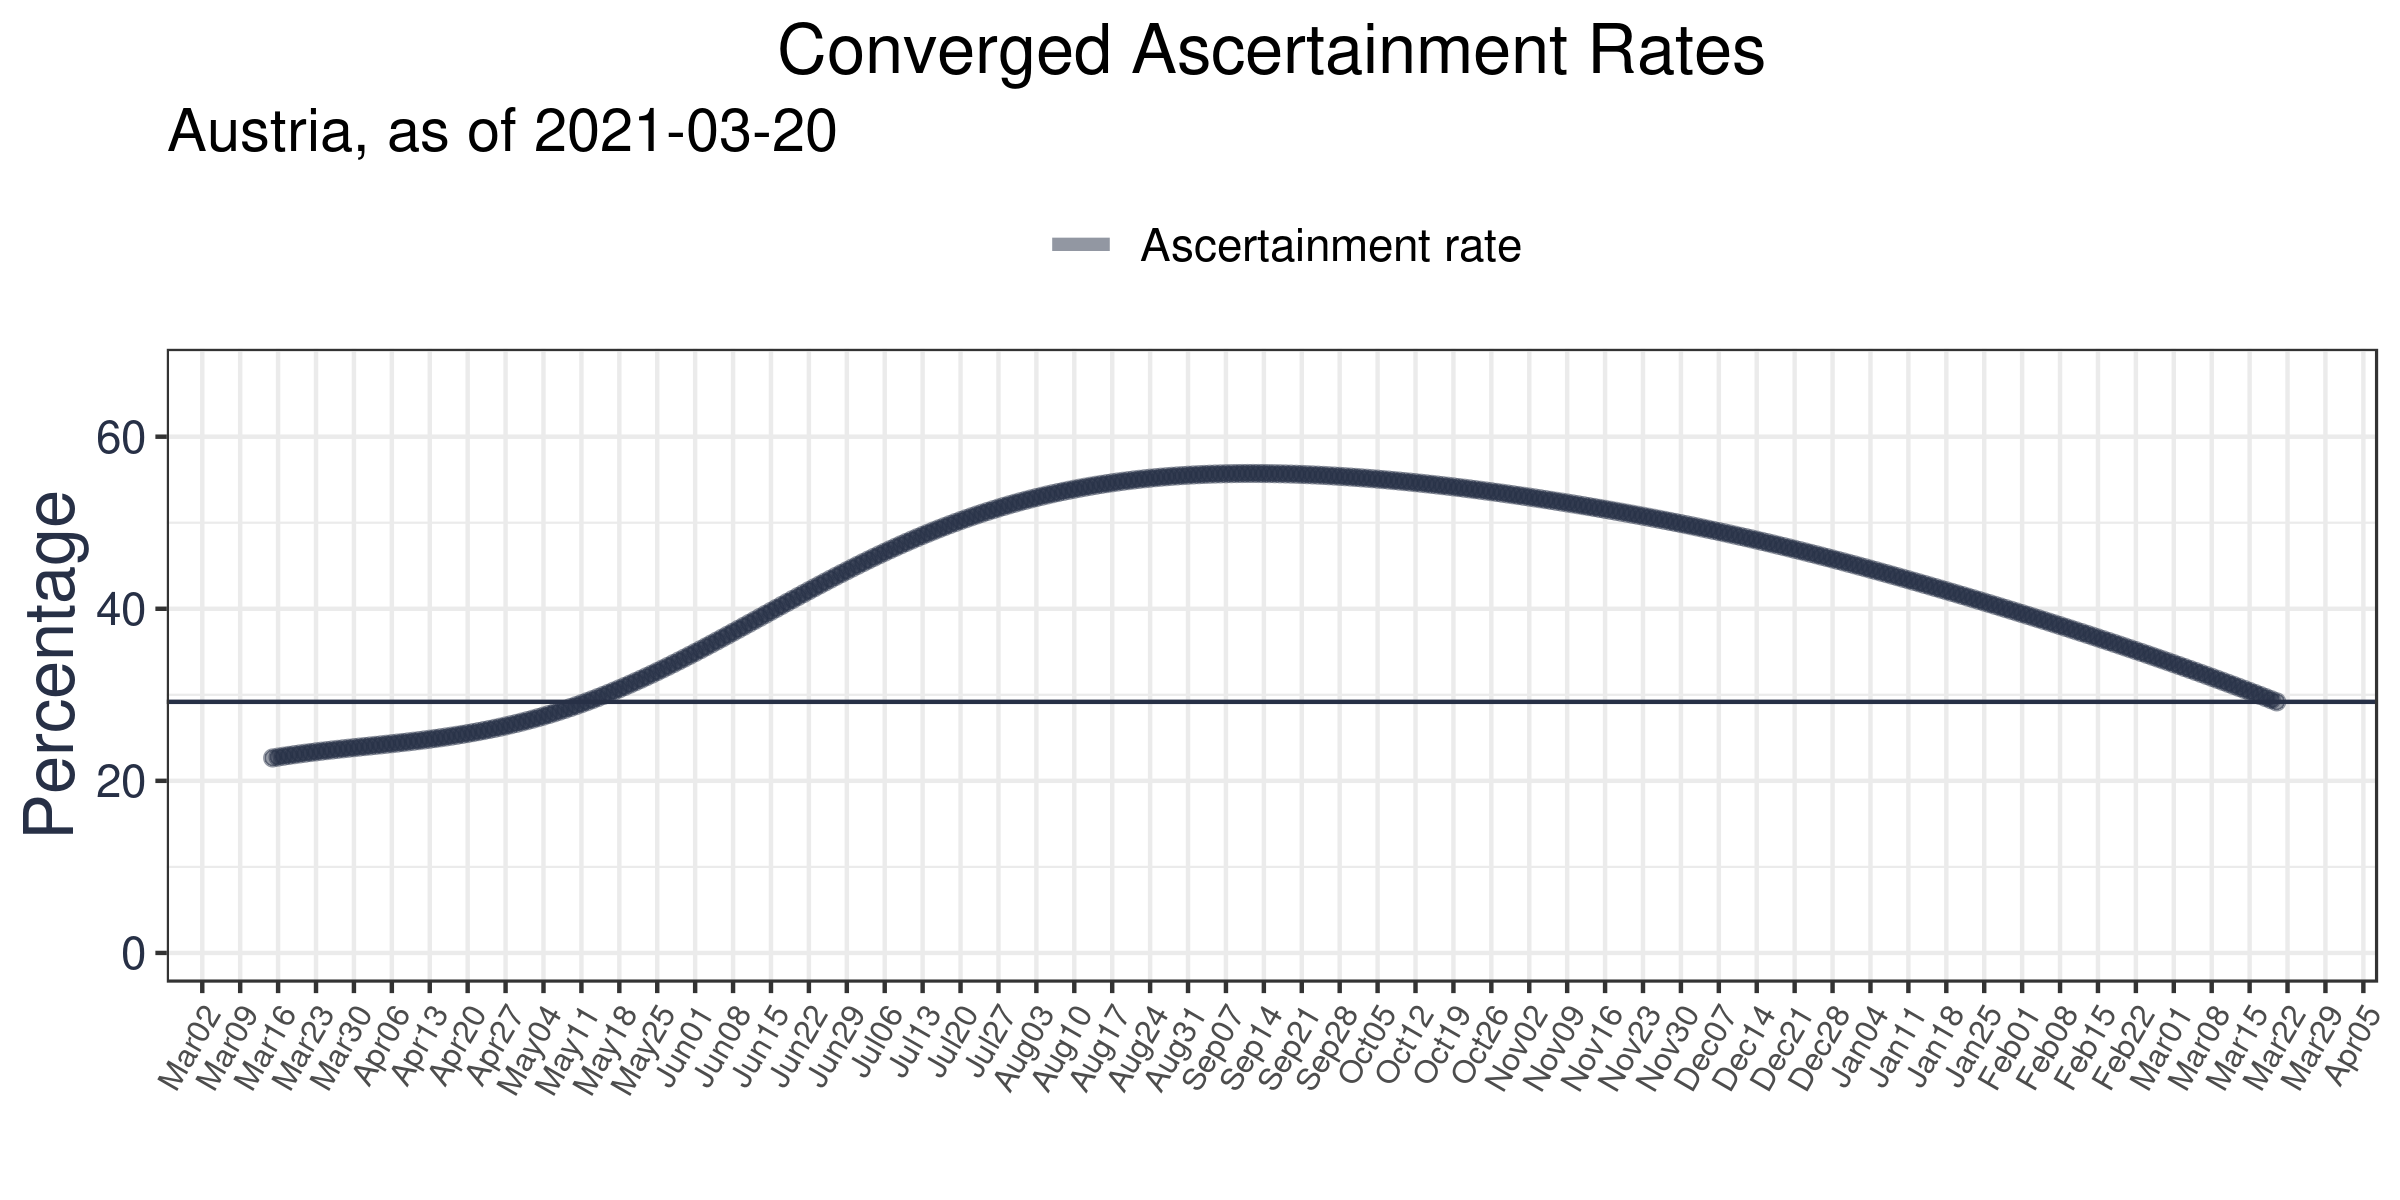 Converged Ascertainment Rates
Austria, as of 2021-03-20
Ascertainment rate
Percentage
60
40
20
0
Mar02 Mar09 Mar16 Mar23 Mar30 Apr06 Apr13 Apr20 Apr27 May04 May11 May18 May25 Jun01 Jun08 Jun15 Jun22 Jun29 Jul06 Jul13 Jul20 Jul27 Aug03 Aug10 Aug17 Aug24 Aug31 Sep07 Sep14 Sep21 Sep28 Oct05 Oct12 Oct19 Oct26 Nov02 Nov09 Nov16 Nov23 Nov30 Dec07 Dec14 Dec21 Dec28 Jan04 Jan11 Jan18 Jan25 Feb01 Feb08 Feb15 Feb22 Mar01 Mar08 Mar15 Mar22 Mar29 Apr05